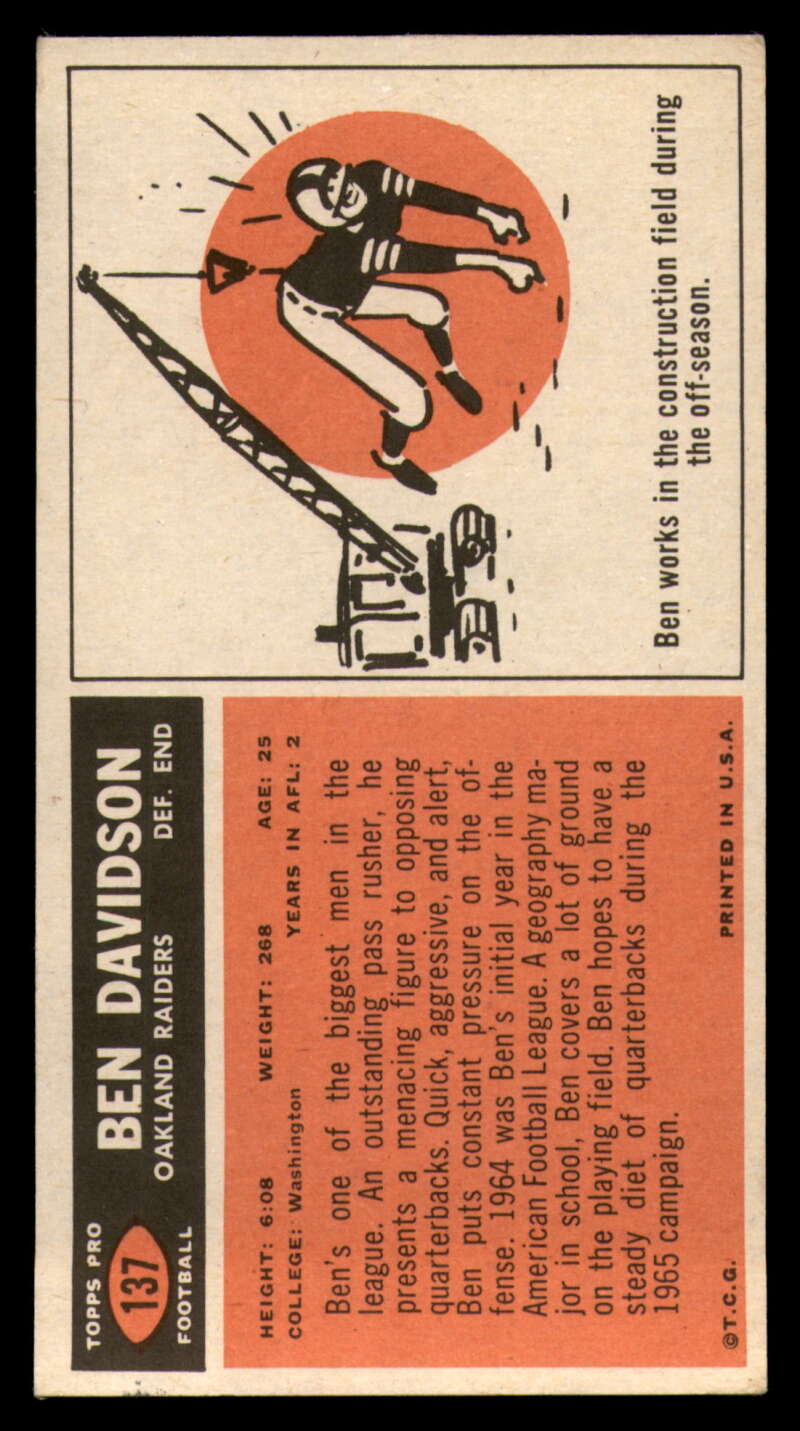 TOPPS PRO
137
FOOTBALL
BEN DAVIDSON
OAKLAND RAIDERS DEF. END
HEIGHT: 6:08 WEIGHT: 268 AGE: 25
COLLEGE: Washington YEARS IN AFL: 2
Ben's one of the biggest men in the
league. An outstanding pass rusher, he
presents a menacing figure to opposing
quarterbacks. Quick, aggressive, and alert,
Ben puts constant pressure on the of-
fense. 1964 was Ben's initial year in the
American Football League. A geography ma-
jor in school, Ben covers a lot of ground
on the playing field. Ben hopes to have a
steady diet of quarterbacks during the
1965 campaign.
©T.C.G. PRINTED IN U.S.A.
Ben works in the construction field during
the off-season.